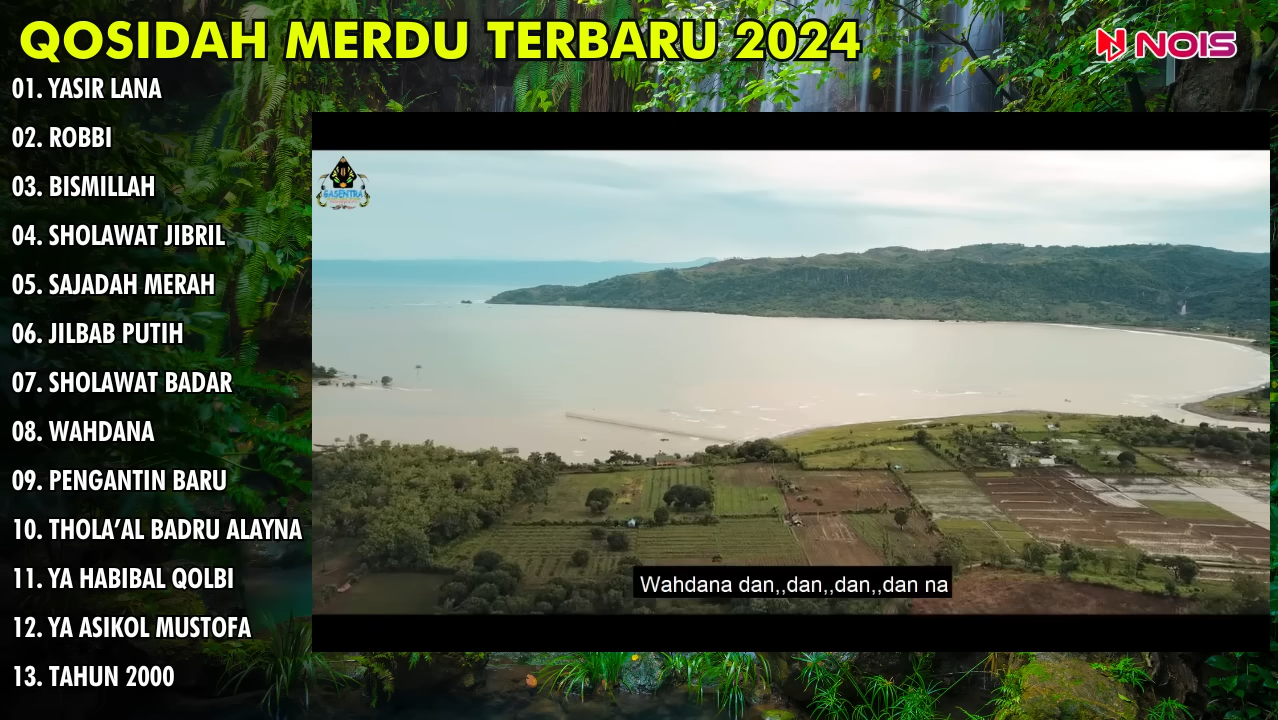 QOSIDAH MERDU TERBARU 2024
NOIS
01. YASIR LANA
02. ROBBI
03. BISMILLAH
04. SHOLAWAT JIBRIL
05. SAJADAH MERAH
06. JILBAB PUTIH
07. SHOLAWAT BADAR
08. WAHDANA
09. PENGANTIN BARU
10. THOLA’AL BADRU ALAYNA
11. YA HABIBAL QOLBI
12. YA ASIKOL MUSTOFA
13. TAHUN 2000
GASENTRA
Wahdana dan,,dan,,dan,,dan na